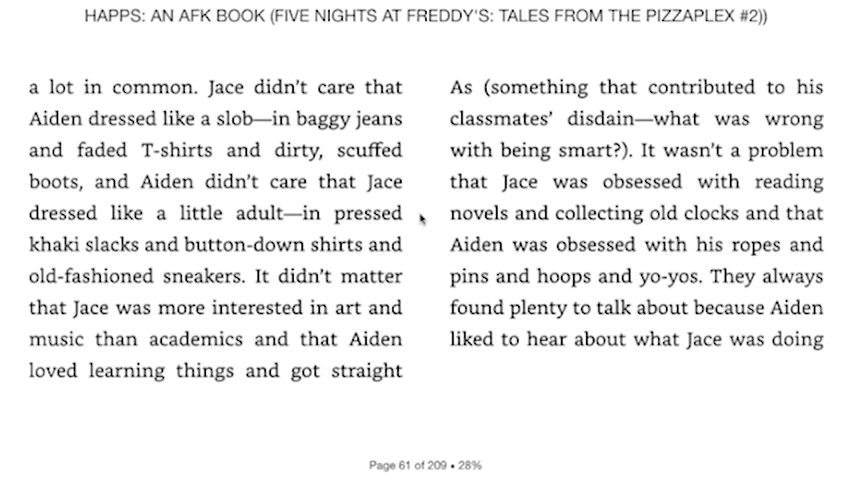 HAPPS: AN AFK BOOK (FIVE NIGHTS AT FREDDY'S: TALES FROM THE PIZZAPLEX #2))
a lot in common. Jace didn't care that
Aiden dressed like a slob—in baggy jeans
and faded T-shirts and dirty, scuffed
boots, and Aiden didn't care that Jace
dressed like a little adult—in pressed
khaki slacks and button-down shirts and
old-fashioned sneakers. It didn't matter
that Jace was more interested in art and
music than academics and that Aiden
loved learning things and got straight
As (something that contributed to his
classmates' disdain—what was wrong
with being smart?). It wasn't a problem
that Jace was obsessed with reading
novels and collecting old clocks and that
Aiden was obsessed with his ropes and
pins and hoops and yo-yos. They always
found plenty to talk about because Aiden
liked to hear about what Jace was doing
Page 61 of 209 • 28%